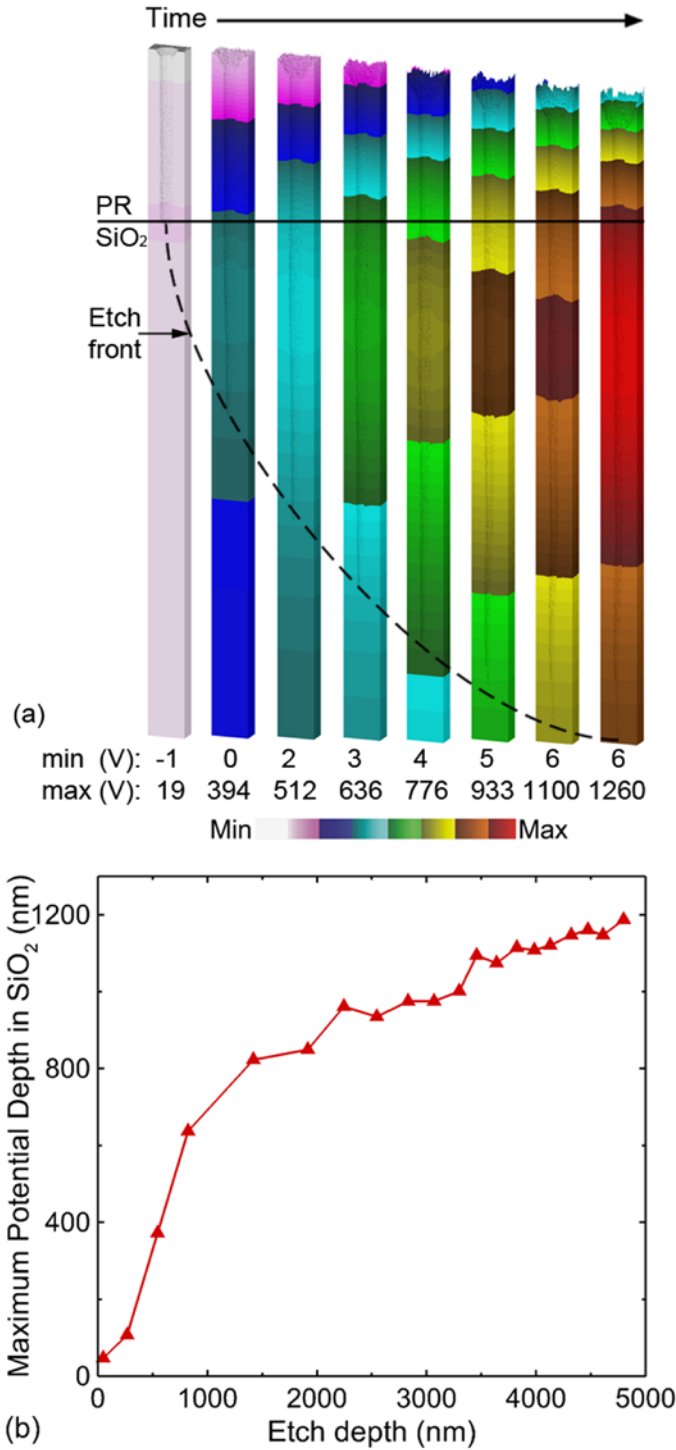 Time
PR
SiO₂
Etch
front
(a)
min (V): -1 0 2 3 4 5 6 6
max (V): 19 394 512 636 776 933 1100 1260
Min Max
Maximum Potential Depth in SiO₂ (nm)
1200
800
400
0
0 1000 2000 3000 4000 5000
Etch depth (nm)
(b)